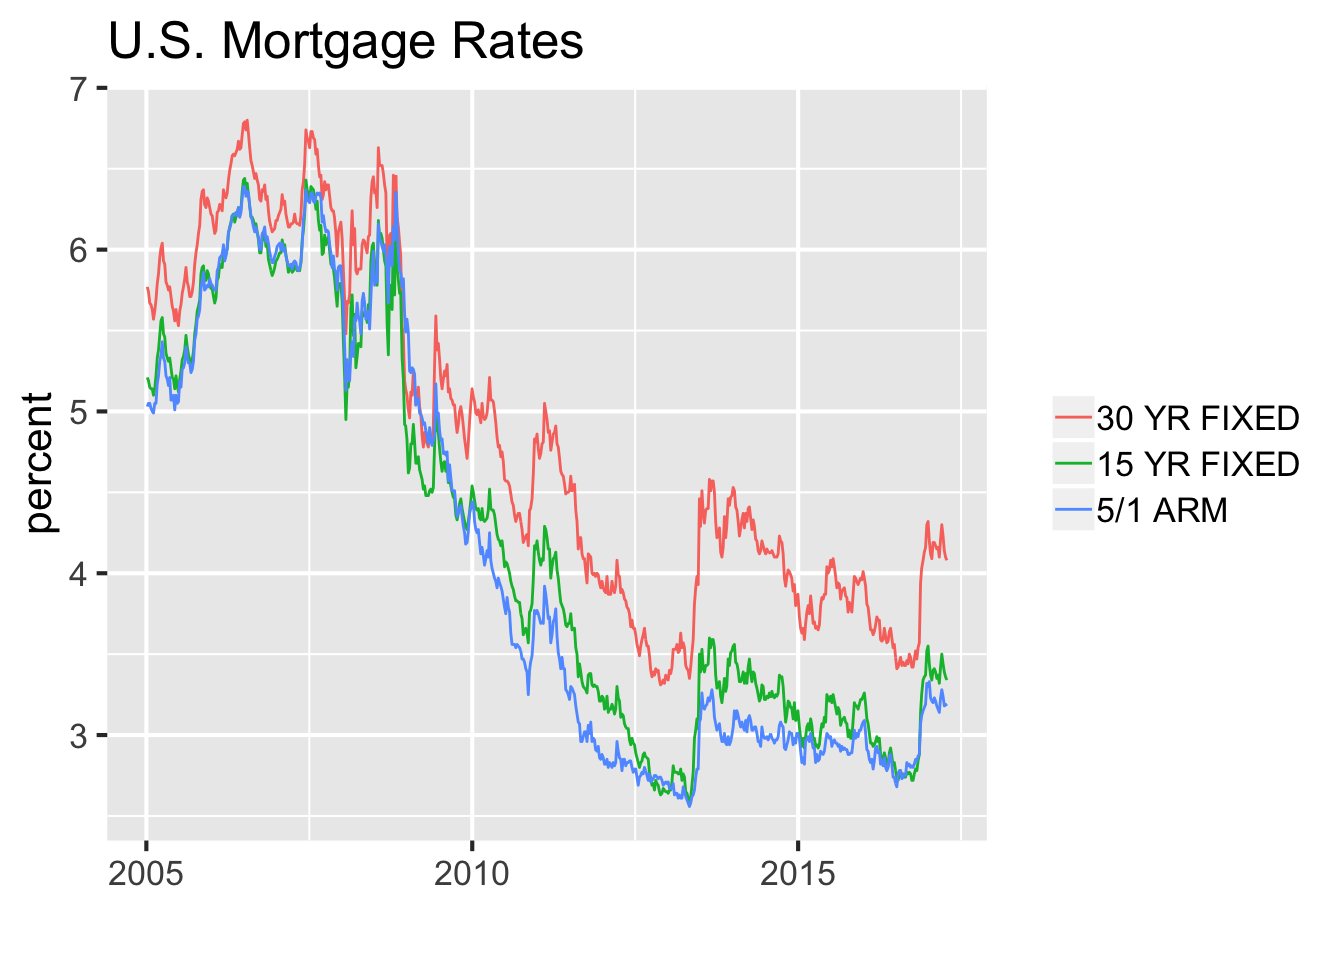 U.S. Mortgage Rates
7
6
5
4
3
percent
2005
2010
2015
30 YR FIXED
15 YR FIXED
5/1 ARM